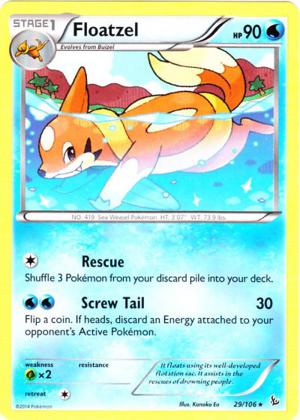 STAGE1
Floatzel
HP 90
Evolves from Buizel
NO. 419 Sea Weasel Pokémon HT: 3'07" WT: 73.9 lbs.
Rescue
Shuffle 3 Pokémon from your discard pile into your deck.
Screw Tail 30
Flip a coin. If heads, discard an Energy attached to your
opponent's Active Pokémon.
weakness resistance
×2
It floats using its well-developed
flotation sac. It assists in the
rescues of drowning people.
retreat cost
Illus. Kanako Eo 29/106 ★
©2014 Pokémon